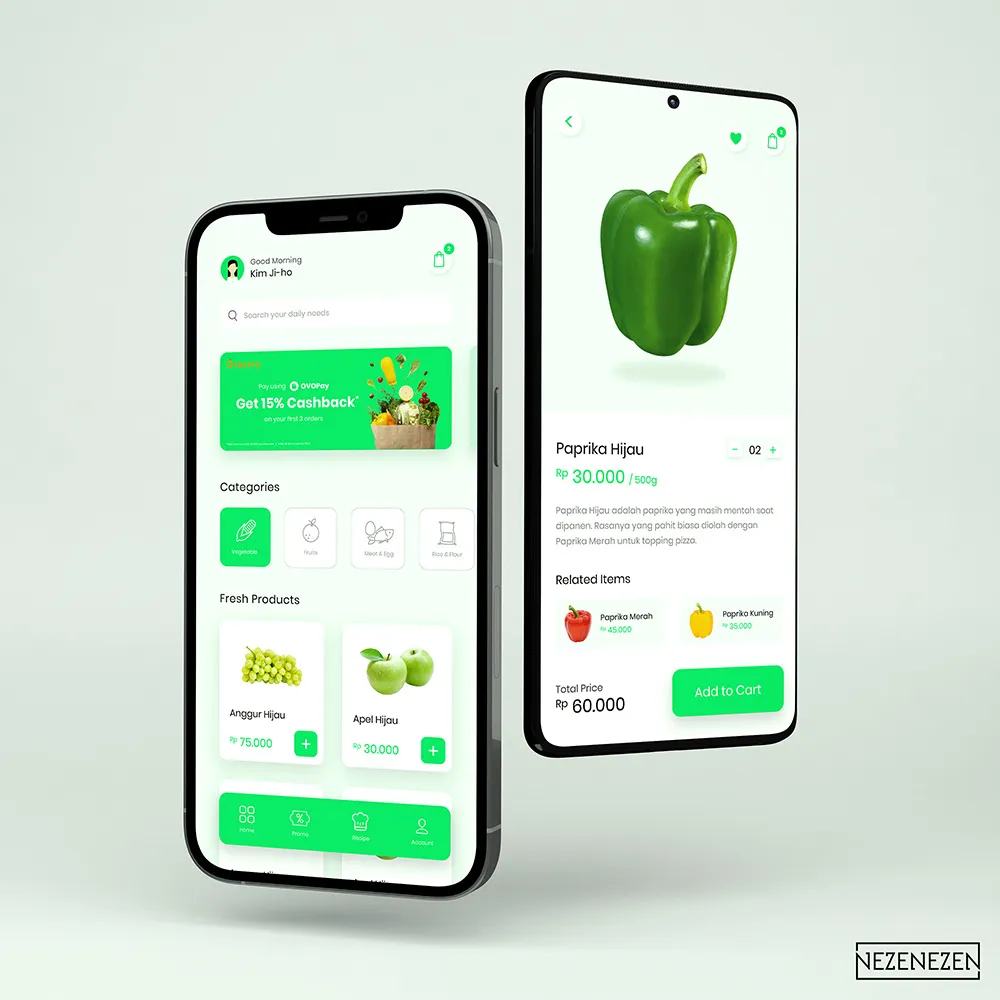 Good Morning
Kim Ji-ho
2
Search your daily needs
Pay using OVOPay
Get 15% Cashback*
on your first 3 orders
Categories
Vegetable
Fruits
Meat & Egg
Rice & Flour
Fresh Products
Anggur Hijau
Rp 75.000
+
Apel Hijau
Rp 30.000
+
Home
Promo
Recipe
Account
Paprika Hijau
- 02 +
Rp 30.000 / 500g
Paprika Hijau adalah paprika yang masih mentah saat
dipanen. Rasanya yang pahit biasa diolah dengan
Paprika Merah untuk topping pizza.
Related Items
Paprika Merah
Rp 45.000
Paprika Kuning
Rp 35.000
Total Price
Rp 60.000
Add to Cart
NEZENEZEN